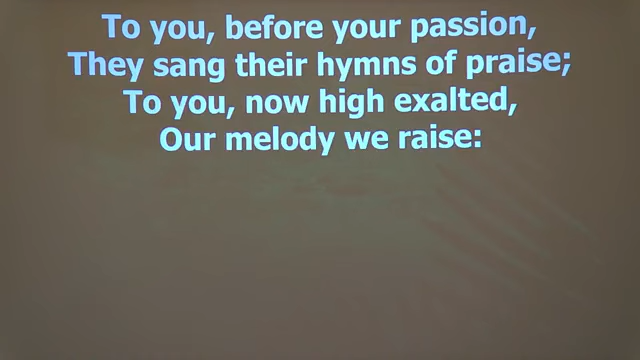 To you, before your passion,
They sang their hymns of praise;
To you, now high exalted,
Our melody we raise: